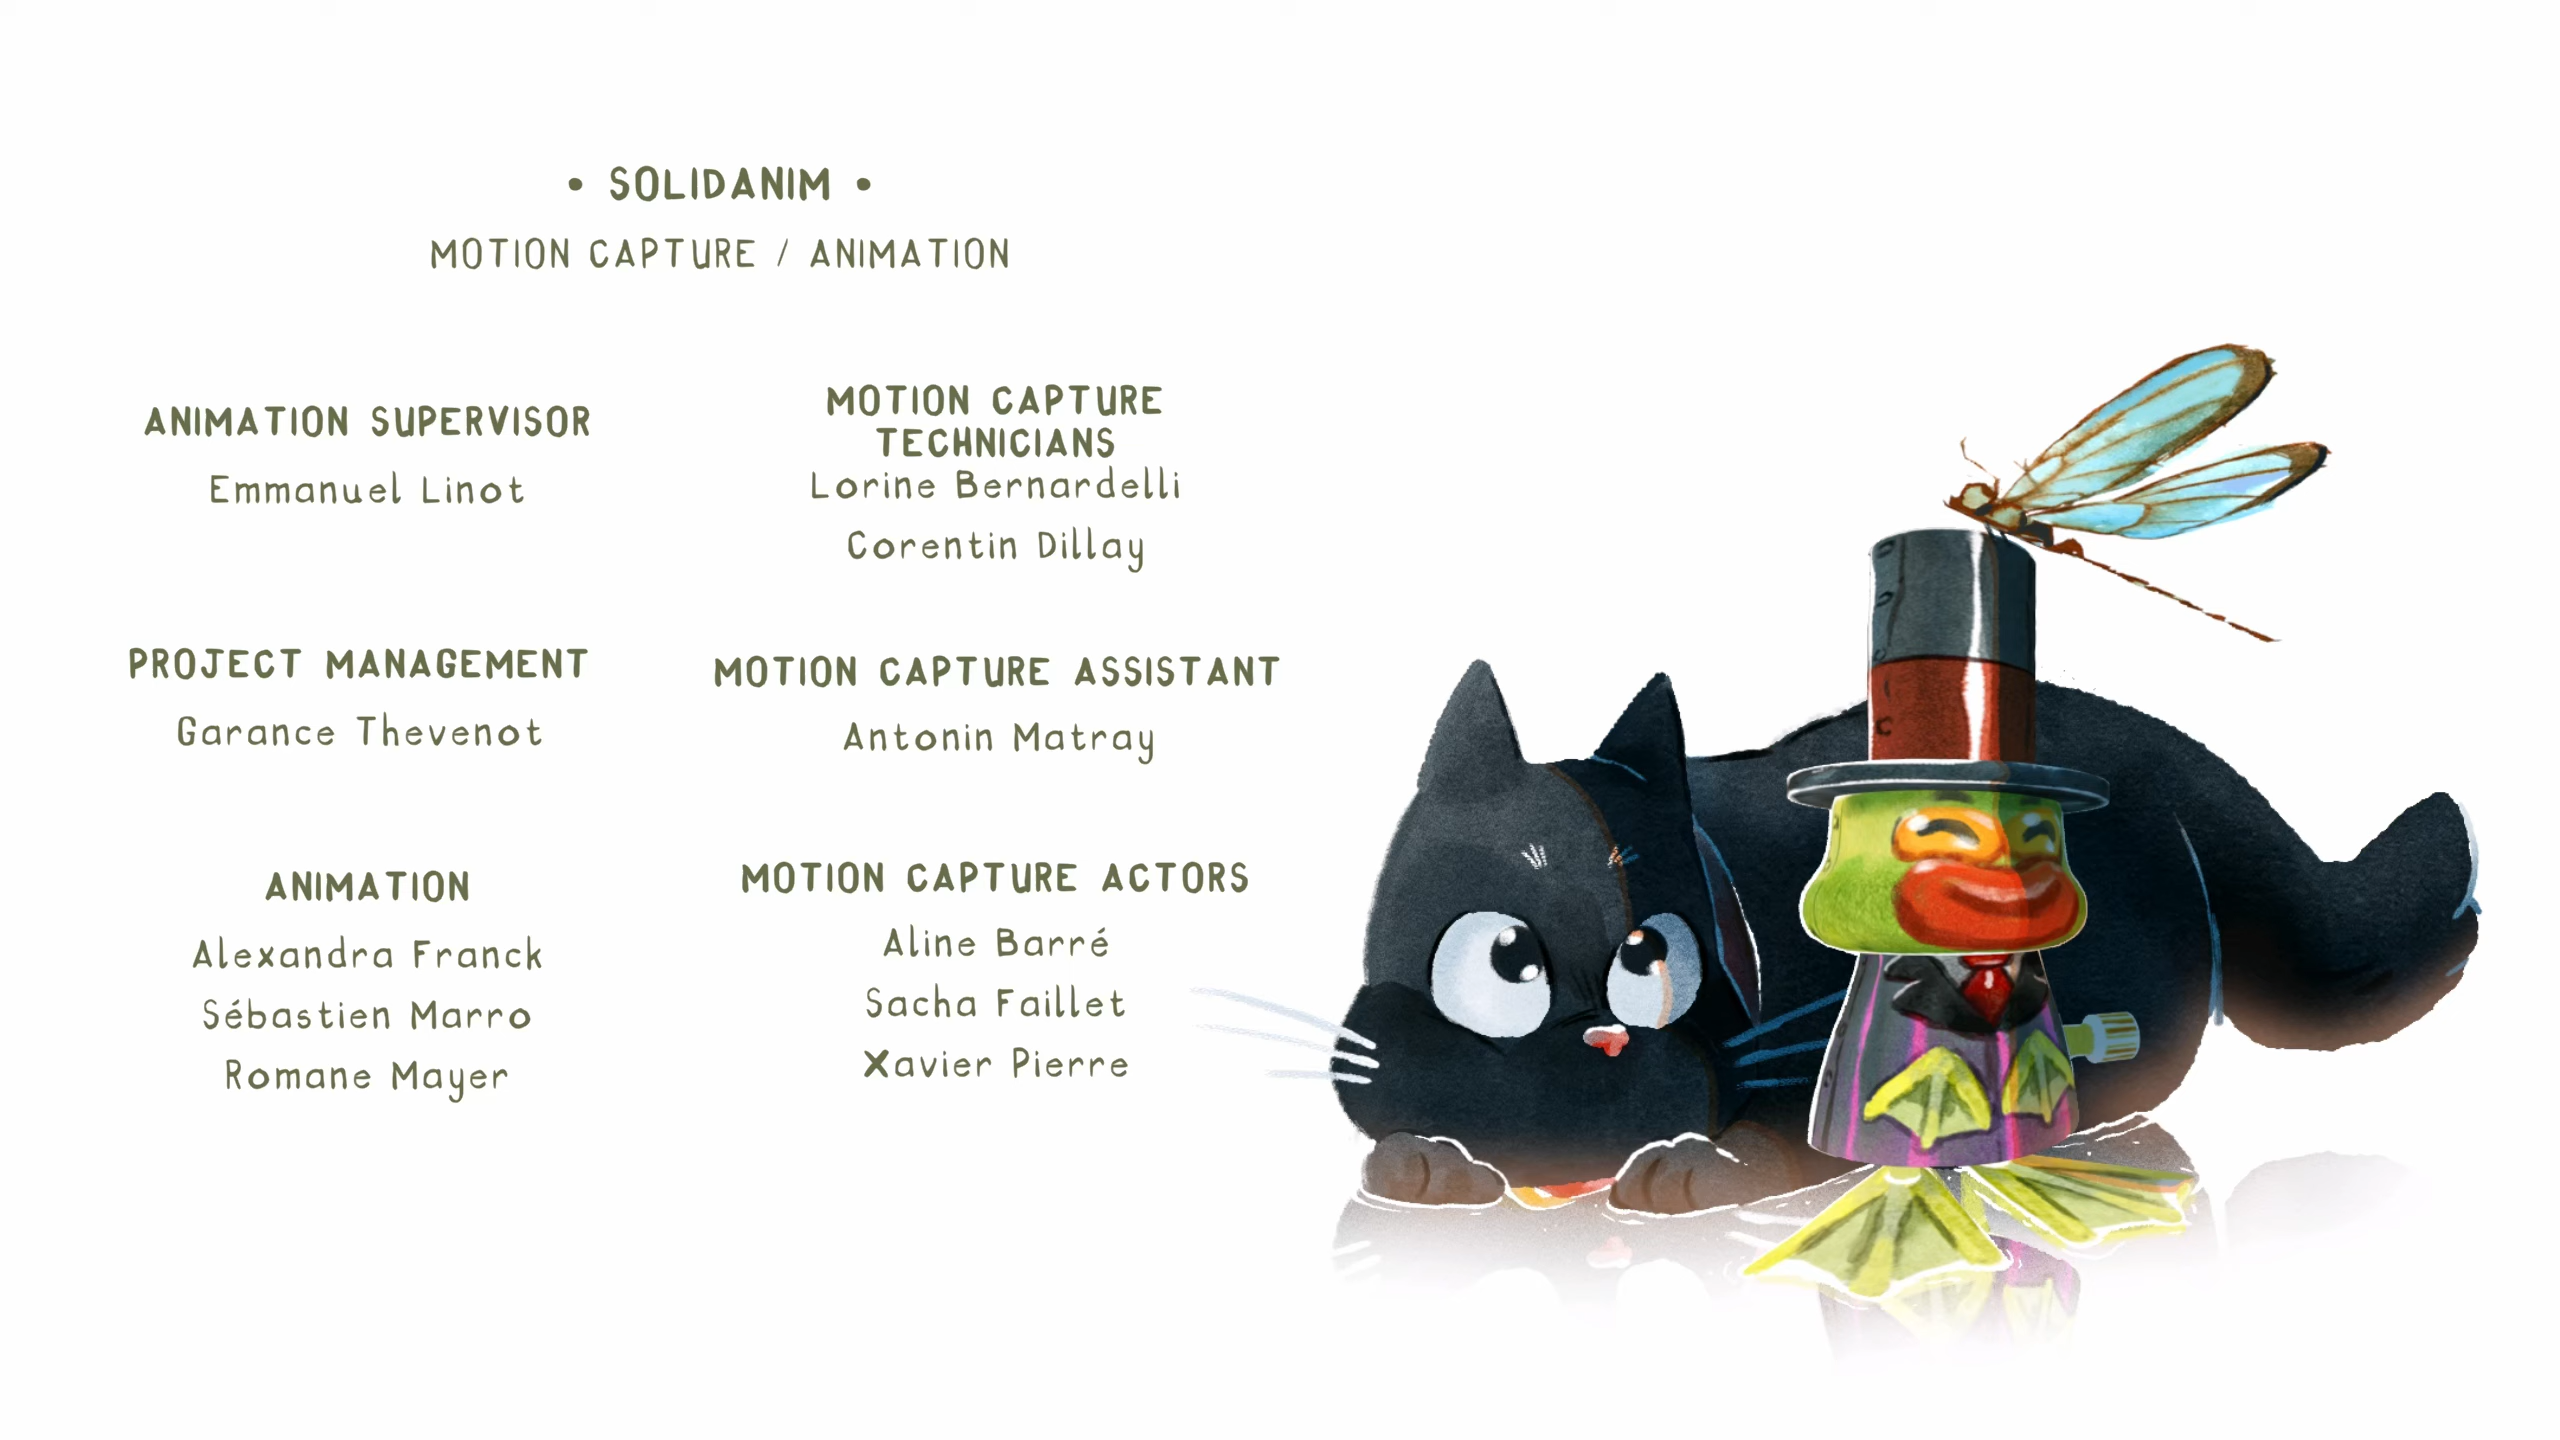 • SOLIDANIM •
MOTION CAPTURE / ANIMATION
ANIMATION SUPERVISOR
Emmanuel Linot
PROJECT MANAGEMENT
Garance Thevenot
ANIMATION
Alexandra Franck
Sébastien Marro
Romane Mayer
MOTION CAPTURE
TECHNICIANS
Lorine Bernardelli
Corentin Dillay
MOTION CAPTURE ASSISTANT
Antonin Matray
MOTION CAPTURE ACTORS
Aline Barré
Sacha Faillet
Xavier Pierre